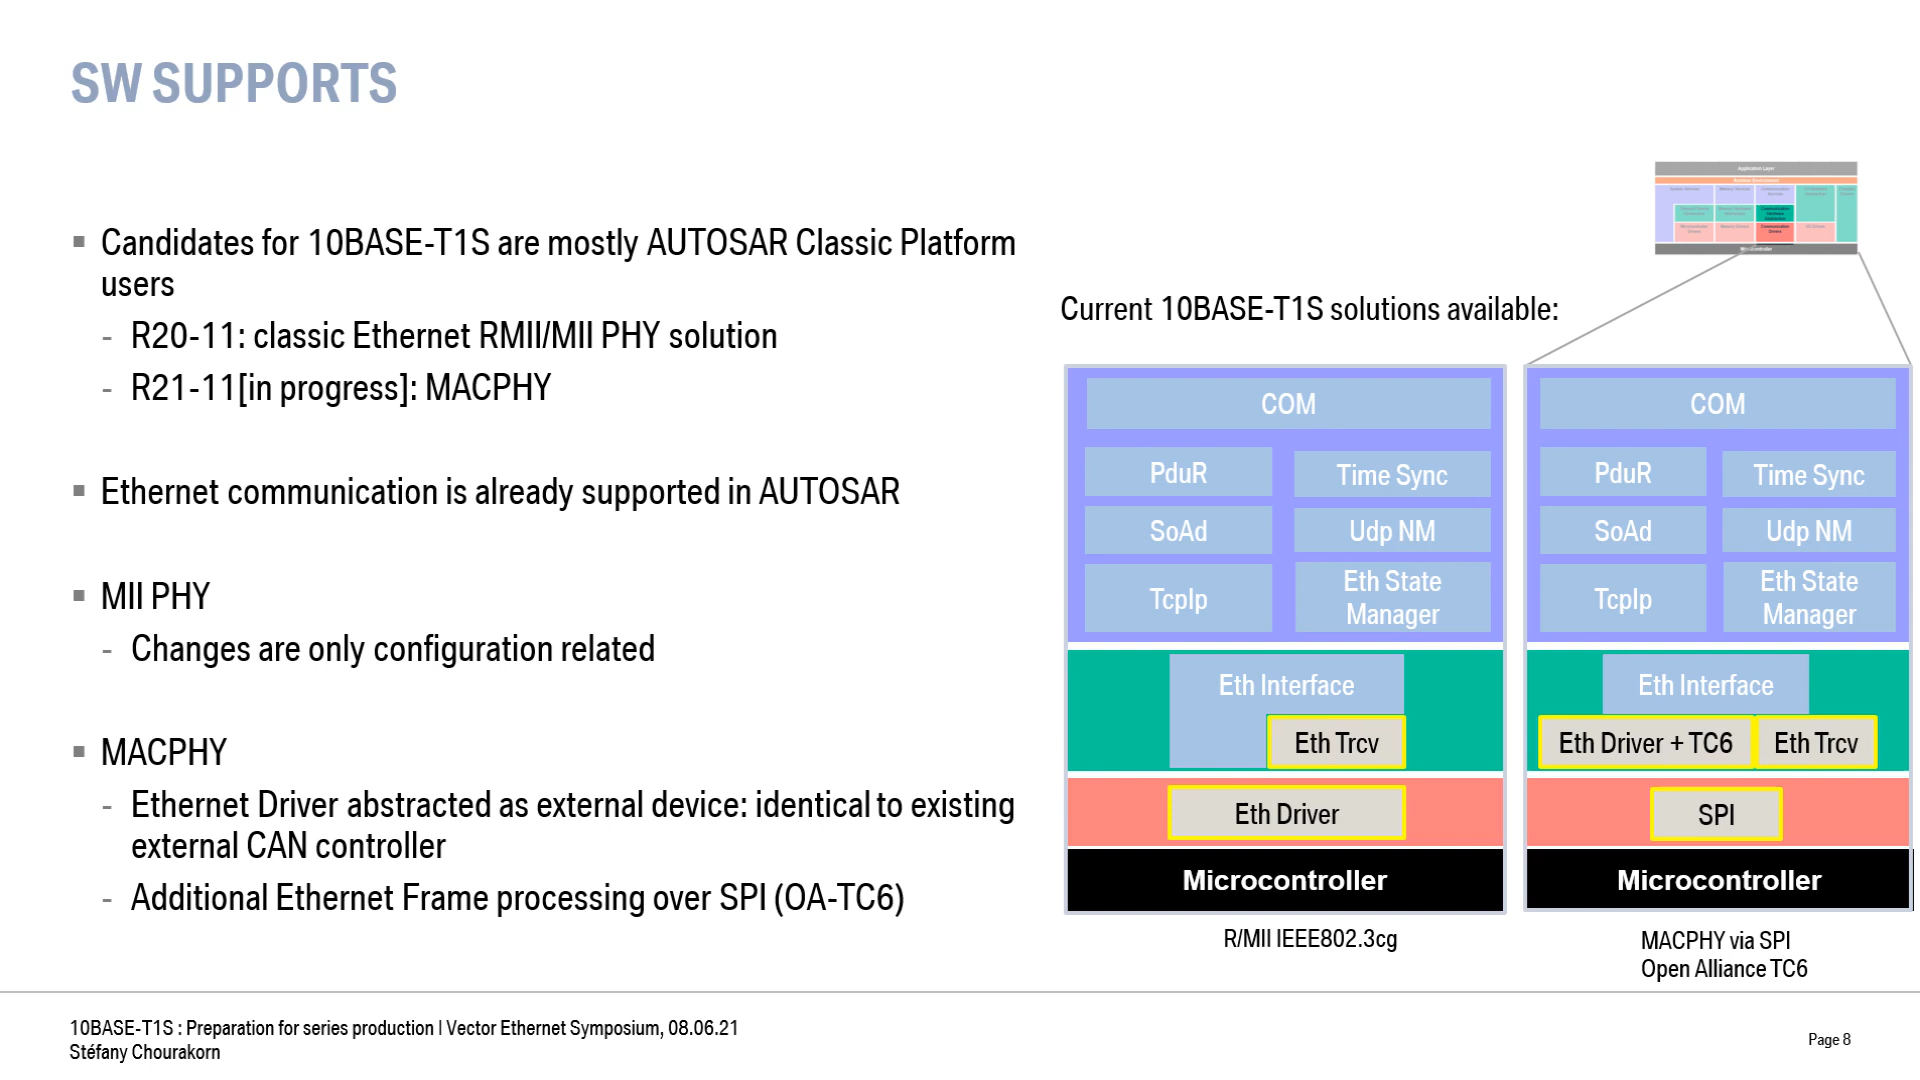 SW SUPPORTS
Candidates for 10BASE-T1S are mostly AUTOSAR Classic Platform
users
- R20-11: classic Ethernet RMII/MII PHY solution
- R21-11[in progress]: MACPHY
Ethernet communication is already supported in AUTOSAR
MII PHY
- Changes are only configuration related
MACPHY
- Ethernet Driver abstracted as external device: identical to existing
external CAN controller
- Additional Ethernet Frame processing over SPI (OA-TC6)
Application Layer
Microcontroller
Current 10BASE-T1S solutions available:
COM
PduR
Time Sync
SoAd
Udp NM
TcpIp
Eth State
Manager
Eth Interface
Eth Trcv
Eth Driver
Microcontroller
R/MII IEEE802.3cg
COM
PduR
Time Sync
SoAd
Udp NM
TcpIp
Eth State
Manager
Eth Interface
Eth Driver + TC6
Eth Trcv
SPI
Microcontroller
MACPHY via SPI
Open Alliance TC6
10BASE-T1S : Preparation for series production | Vector Ethernet Symposium, 08.06.21
Stéfany Chourakorn
Page 8